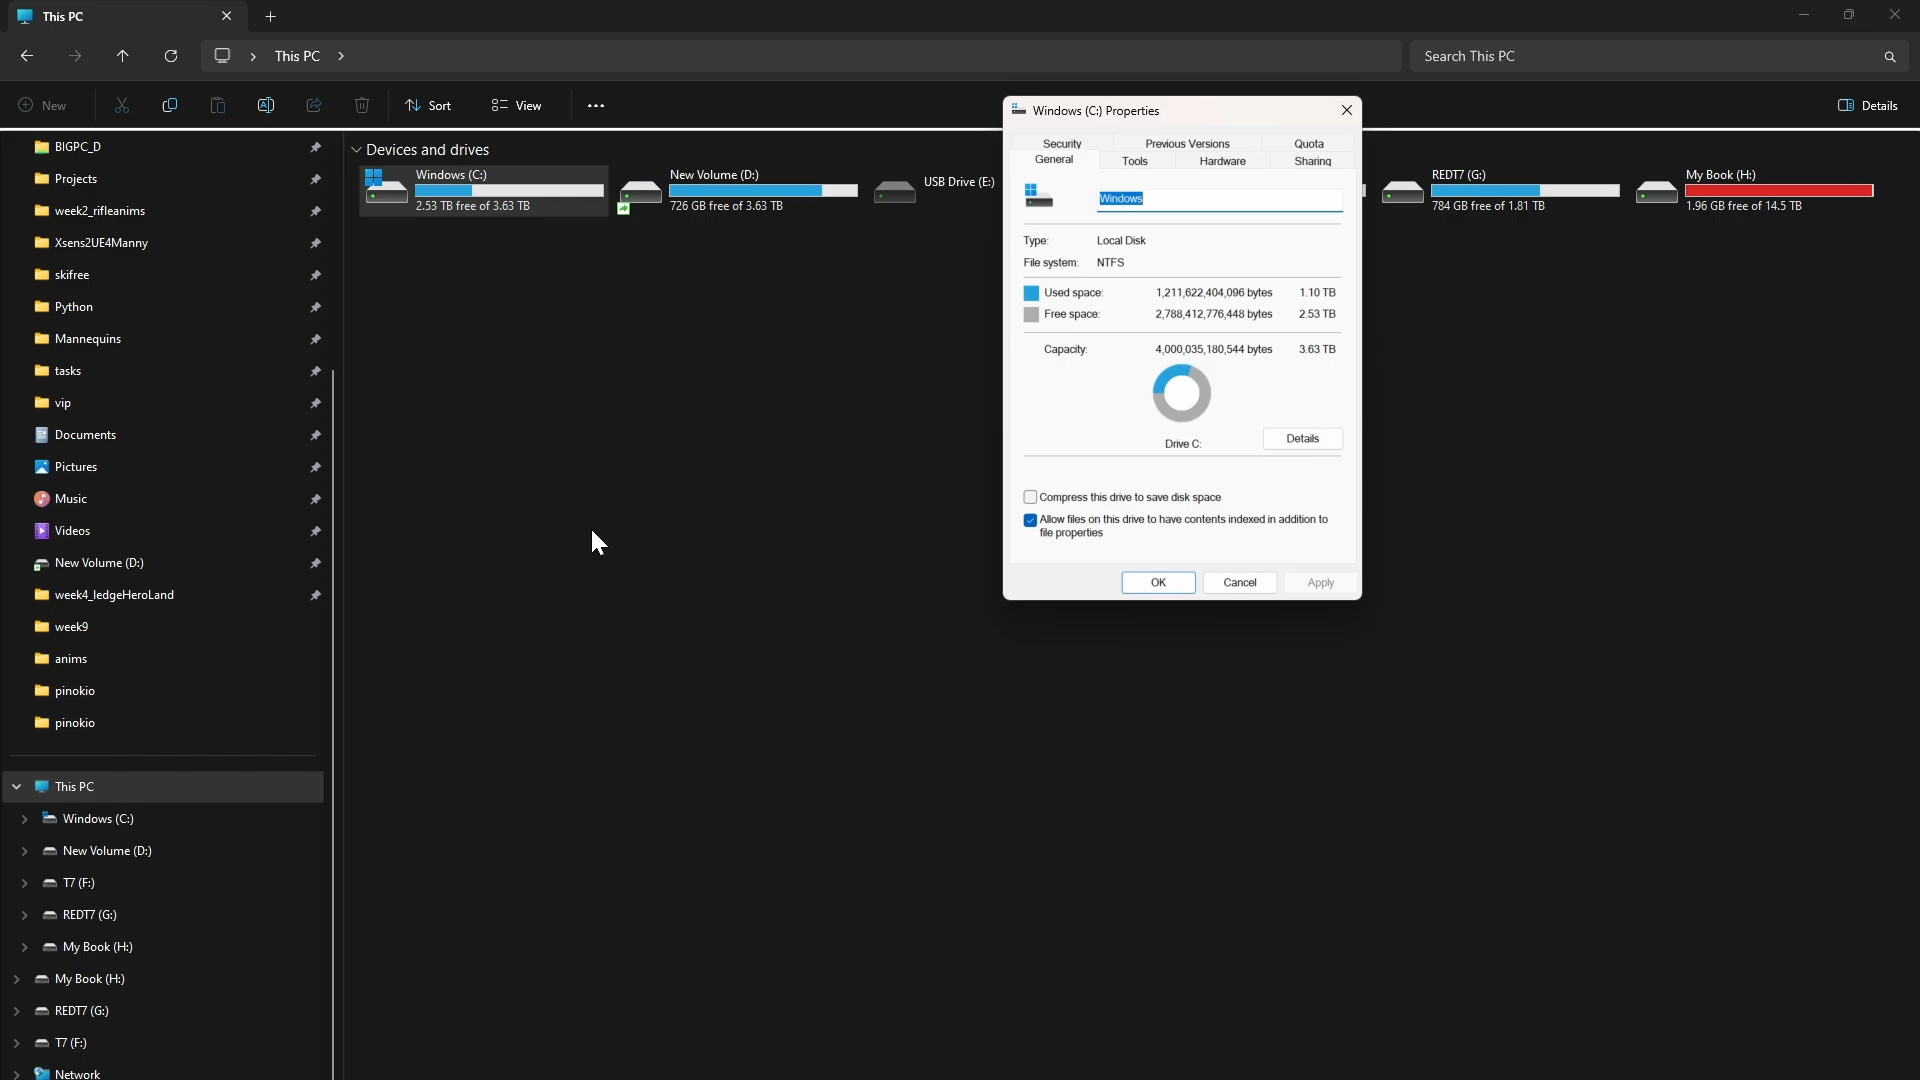 This PC
This PC
Search This PC
New
Sort
View
Details
BIGPC_D
Projects
week2_rifleanims
Xsens2UE4Manny
skifree
Python
Mannequins
tasks
vip
Documents
Pictures
Music
Videos
New Volume (D:)
week4_ledgeHeroLand
week9
anims
pinokio
pinokio
This PC
Windows (C:)
New Volume (D:)
T7 (F:)
REDT7 (G:)
My Book (H:)
My Book (H:)
REDT7 (G:)
T7 (F:)
Network
Devices and drives
Windows (C:)
2.53 TB free of 3.63 TB
New Volume (D:)
726 GB free of 3.63 TB
USB Drive (E:)
REDT7 (G:)
784 GB free of 1.81 TB
My Book (H:)
1.96 GB free of 14.5 TB
Windows (C:) Properties
Security Previous Versions Quota
General Tools Hardware Sharing
Windows
Type: Local Disk
File system: NTFS
Used space: 1,211,622,404,096 bytes 1.10 TB
Free space: 2,788,412,776,448 bytes 2.53 TB
Capacity: 4,000,035,180,544 bytes 3.63 TB
Drive C:
Details
Compress this drive to save disk space
Allow files on this drive to have contents indexed in addition to
file properties
OK Cancel Apply